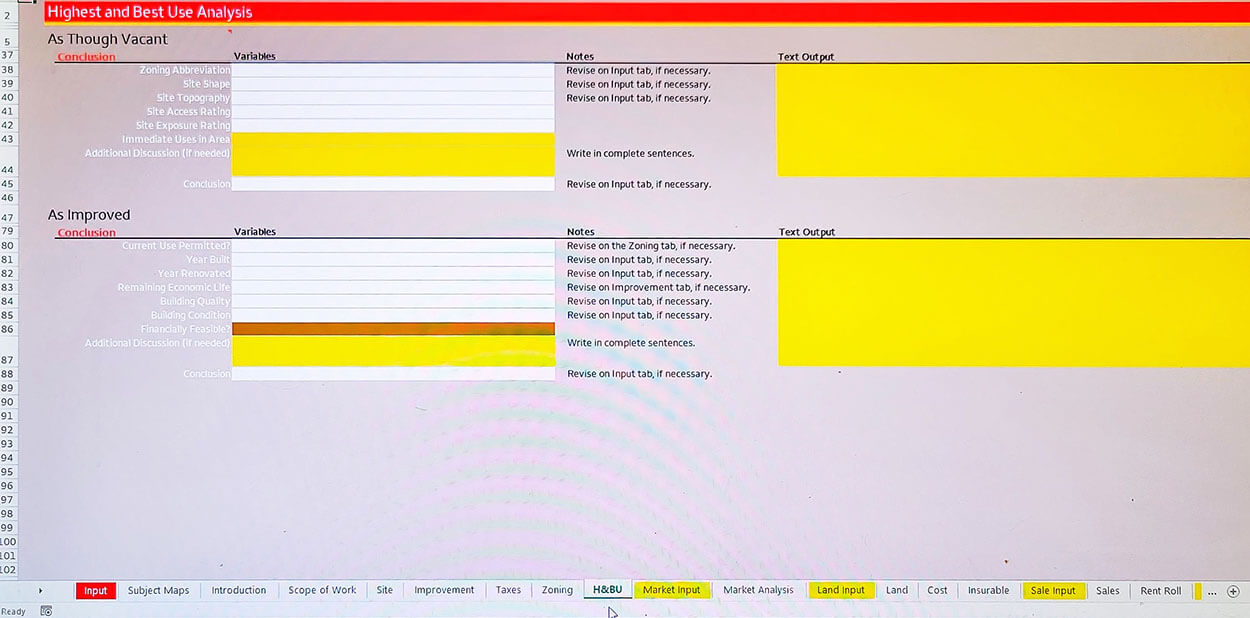 2 Highest and Best Use Analysis
5 As Though Vacant
37 Conclusion Variables Notes Text Output
38 Zoning Abbreviation Revise on Input tab, if necessary.
39 Site Shape Revise on Input tab, if necessary.
40 Site Topography Revise on Input tab, if necessary.
41 Site Access Rating
42 Site Exposure Rating
43 Immediate Uses in Area
44 Additional Discussion (if needed) Write in complete sentences.
45 Conclusion Revise on Input tab, if necessary.
46
47 As Improved
79 Conclusion Variables Notes Text Output
80 Current Use Permitted? Revise on the Zoning tab, if necessary.
81 Year Built Revise on Input tab, if necessary.
82 Year Renovated Revise on Input tab, if necessary.
83 Remaining Economic Life Revise on Improvement tab, if necessary.
84 Building Quality Revise on Input tab, if necessary.
85 Building Condition Revise on Input tab, if necessary.
86 Financially Feasible?
87 Additional Discussion (if needed) Write in complete sentences.
88 Conclusion Revise on Input tab, if necessary.
89
90
91
92
93
94
95
96
97
98
99
100
101
102
Input Subject Maps Introduction Scope of Work Site Improvement Taxes Zoning H&BU Market Input Market Analysis Land Input Land Cost Insurable Sale Input Sales Rent Roll ...
Ready